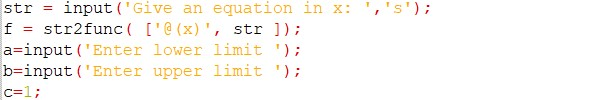 str = input('Give an equation in x: ','s');
f = str2func( ['@(x)', str ]);
a=input('Enter lower limit ');
b=input('Enter upper limit ');
c=1;